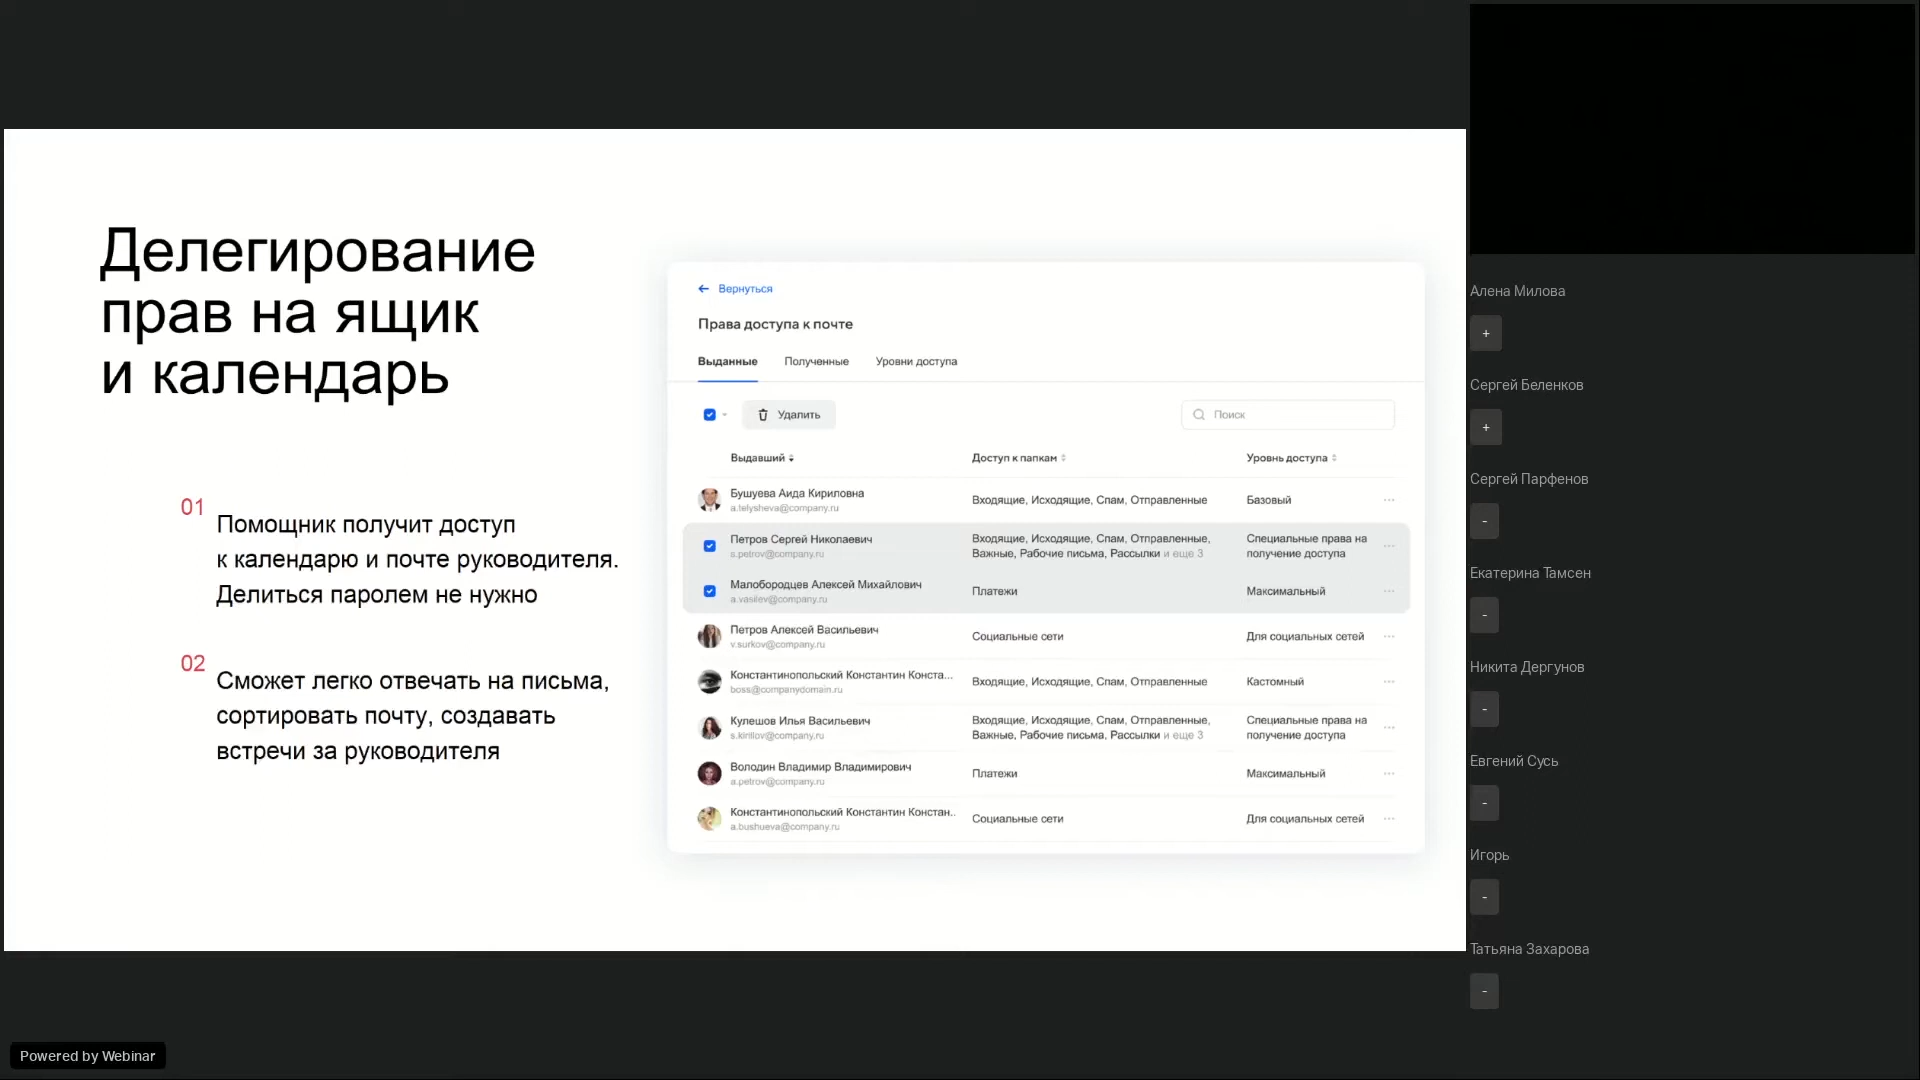 Делегирование
прав на ящик
и календарь
01
Помощник получит доступ
к календарю и почте руководителя.
Делиться паролем не нужно
02
Сможет легко отвечать на письма,
сортировать почту, создавать
встречи за руководителя
Вернуться
Права доступа к почте
Выданные Полученные Уровни доступа
Удалить Поиск
Выдавший Доступ к папкам Уровнь доступа
Бушуева Аида Кириловна
a.telysheva@company.ru
Входящие, Исходящие, Спам, Отправленные
Базовый
Петров Сергей Николаевич
s.petrov@company.ru
Входящие, Исходящие, Спам, Отправленные,
Важные, Рабочие письма, Рассылки и еще 3
Специальные права на
получение доступа
Малобородцев Алексей Михайлович
a.vasilev@company.ru
Платежи
Максимальный
Петров Алексей Васильевич
v.surkov@company.ru
Социальные сети
Для социальных сетей
Константинопольский Константин Конста...
boss@companydomain.ru
Входящие, Исходящие, Спам, Отправленные
Кастомный
Кулешов Илья Васильевич
s.kirillov@company.ru
Входящие, Исходящие, Спам, Отправленные,
Важные, Рабочие письма, Рассылки и еще 3
Специальные права на
получение доступа
Володин Владимир Владимирович
a.petrov@company.ru
Платежи
Максимальный
Константинопольский Константин Констан..
a.bushueva@company.ru
Социальные сети
Для социальных сетей
Алена Милова
+
Сергей Беленков
+
Сергей Парфенов
-
Екатерина Тамсен
-
Никита Дергунов
-
Евгений Сусь
-
Игорь
-
Татьяна Захарова
-
Powered by Webinar